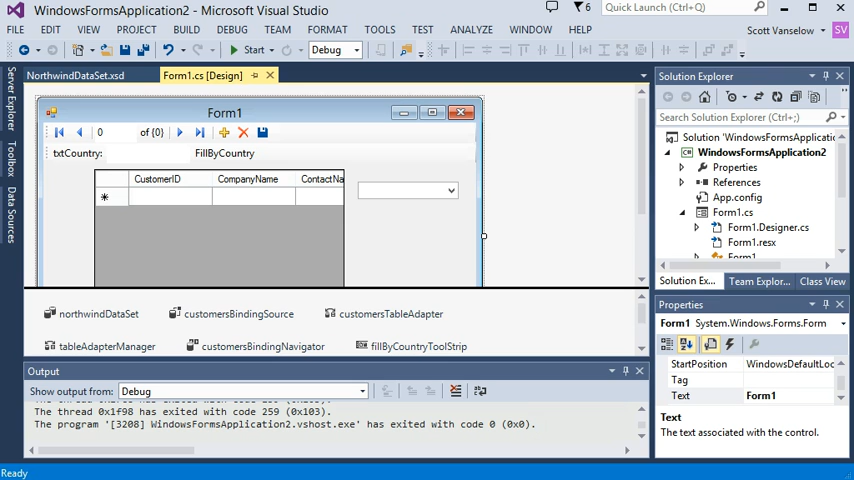 WindowsFormsApplication2 - Microsoft Visual Studio
6
Quick Launch (Ctrl+Q)
FILE EDIT VIEW PROJECT BUILD DEBUG TEAM FORMAT TOOLS TEST ANALYZE WINDOW HELP
Scott Vanselow
SV
Start Debug
Server Explorer
Toolbox
Data Sources
NorthwindDataSet.xsd
Form1.cs [Design]
Form1
0 of {0}
txtCountry: FillByCountry
CustomerID CompanyName ContactNa
northwindDataSet customersBindingSource customersTableAdapter
tableAdapterManager customersBindingNavigator fillByCountryToolStrip
Output
Show output from: Debug
The thread 0x1f98 has exited with code 259 (0x103).
The program '[3208] WindowsFormsApplication2.vshost.exe' has exited with code 0 (0x0).
Solution Explorer
Search Solution Explorer (Ctrl+;)
Solution 'WindowsFormsApplicatio
WindowsFormsApplication2
Properties
References
App.config
Form1.cs
Form1.Designer.cs
Form1.resx
Form1
Solution Ex... Team Explor... Class View
Properties
Form1 System.Windows.Forms.Form
StartPosition WindowsDefaultLoc
Tag
Text Form1
Text
The text associated with the control.
Ready